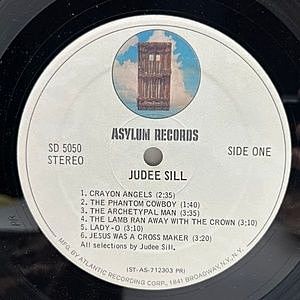 ASYLUM RECORDS
SD 5050
STEREO
SIDE ONE
JUDEE SILL
1. CRAYON ANGELS (2:35)
2. THE PHANTOM COWBOY (1:40)
3. THE ARCHETYPAL MAN (3:35)
4. THE LAMB RAN AWAY WITH THE CROWN (3:10)
5. LADY-O (3:10)
6. JESUS WAS A CROSS MAKER (3:20)
All selections by Judee Sill.
(ST-AS-712303 PR)
MFG. BY ATLANTIC RECORDING CORP., 1841 BROADWAY, N.Y., N.Y.